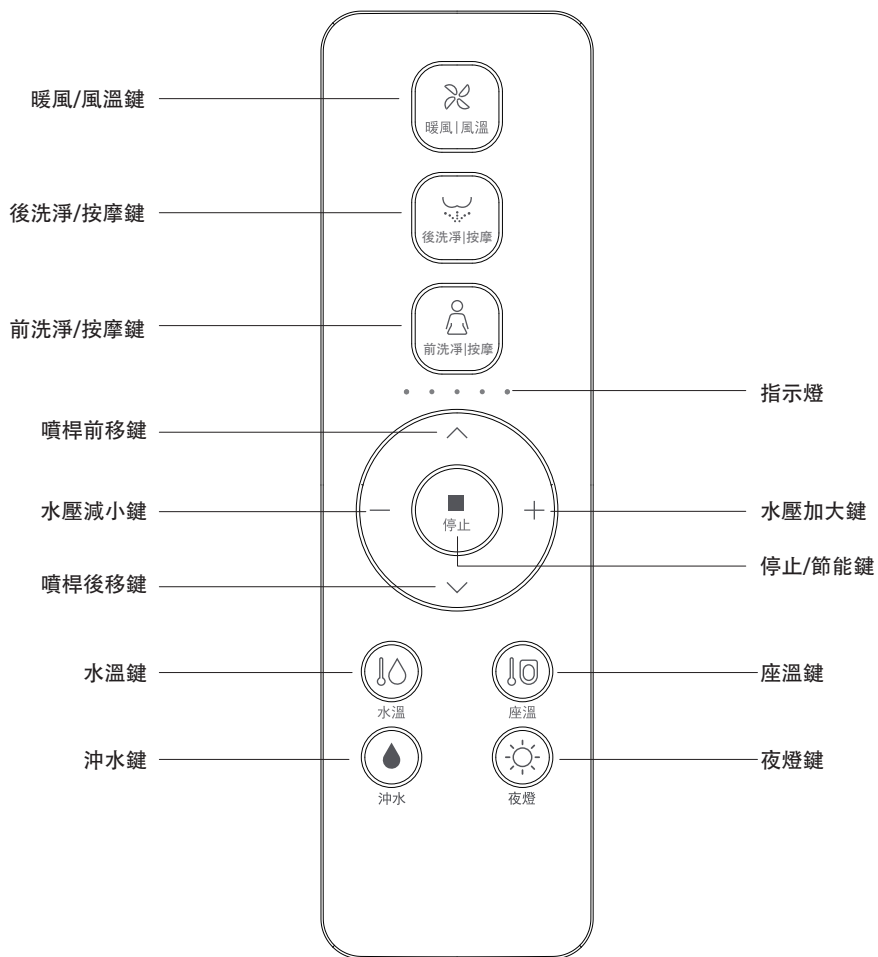 暖風/風溫鍵
暖風|風溫
後洗淨/按摩鍵
後洗淨|按摩
前洗淨/按摩鍵
前洗淨|按摩
指示燈
噴桿前移鍵
水壓減小鍵
停止
水壓加大鍵
停止/節能鍵
噴桿後移鍵
水溫鍵
水溫
座溫
座溫鍵
沖水鍵
沖水
夜燈
夜燈鍵